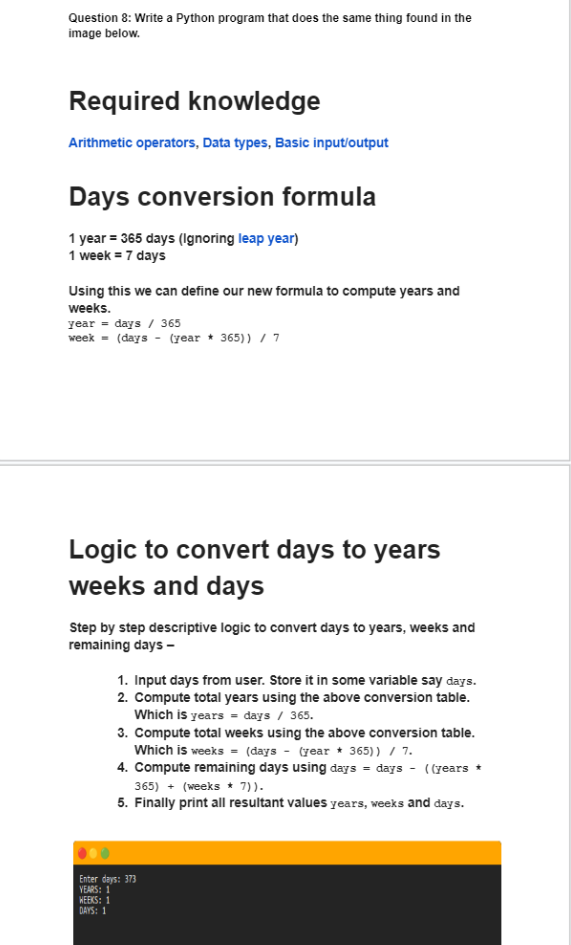 Question 8: Write a Python program that does the same thing found in the
image below.
Required knowledge
Arithmetic operators, Data types, Basic input/output
Days conversion formula
1 year = 365 days (Ignoring leap year)
1 week = 7 days
Using this we can define our new formula to compute years and
weeks.
year = days / 365
week = (days - (year * 365)) / 7
Logic to convert days to years
weeks and days
Step by step descriptive logic to convert days to years, weeks and
remaining days –
1. Input days from user. Store it in some variable say days.
2. Compute total years using the above conversion table.
Which is years = days / 365.
3. Compute total weeks using the above conversion table.
Which is weeks = (days - (year * 365)) / 7.
4. Compute remaining days using days = days - ((years *
365) + (weeks * 7)).
5. Finally print all resultant values years, weeks and days.
Enter days: 373
YEARS: 1
WEEKS: 1
DAYS: 1